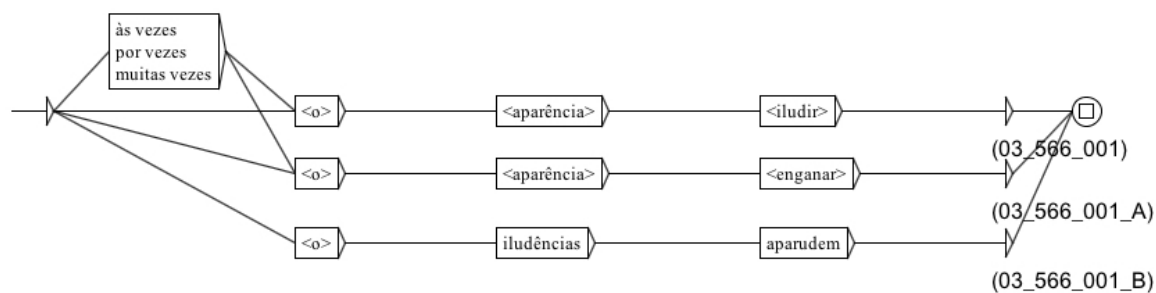 às vezes
por vezes
muitas vezes
<o> <aparência> <iludir>
(03_566_001)
<o> <aparência> <enganar>
(03_566_001_A)
<o> iludências aparudem
(03_566_001_B)